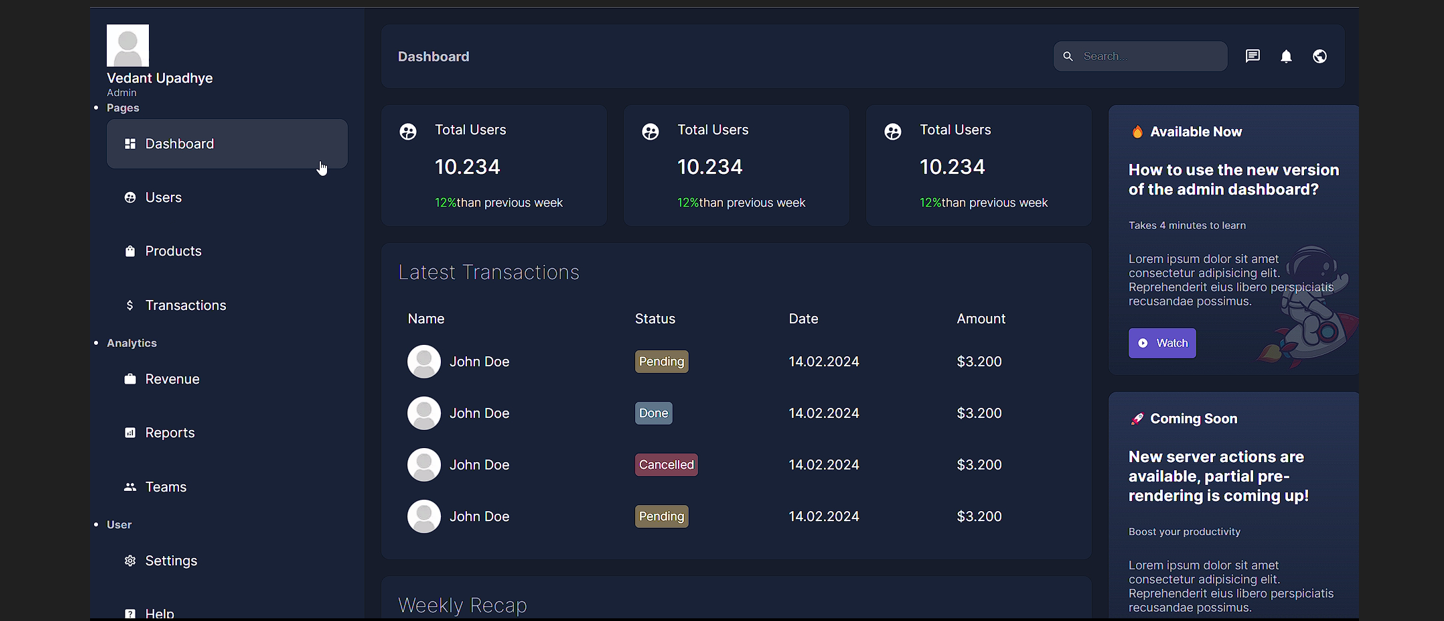 Vedant Upadhye
Admin
Pages
Dashboard
Users
Products
Transactions
Analytics
Revenue
Reports
Teams
User
Settings
Help
Dashboard
Search
Total Users
10.234
12%than previous week
Total Users
10.234
12%than previous week
Total Users
10.234
12%than previous week
Latest Transactions
Name Status Date Amount
John Doe Pending 14.02.2024 $3.200
John Doe Done 14.02.2024 $3.200
John Doe Cancelled 14.02.2024 $3.200
John Doe Pending 14.02.2024 $3.200
Weekly Recap
Available Now
How to use the new version
of the admin dashboard?
Takes 4 minutes to learn
Lorem ipsum dolor sit amet
consectetur adipisicing elit.
Reprehenderit eius libero perspiciatis
recusandae possimus.
Watch
Coming Soon
New server actions are
available, partial pre-
rendering is coming up!
Boost your productivity
Lorem ipsum dolor sit amet
consectetur adipisicing elit.
Reprehenderit eius libero perspiciatis
recusandae possimus.